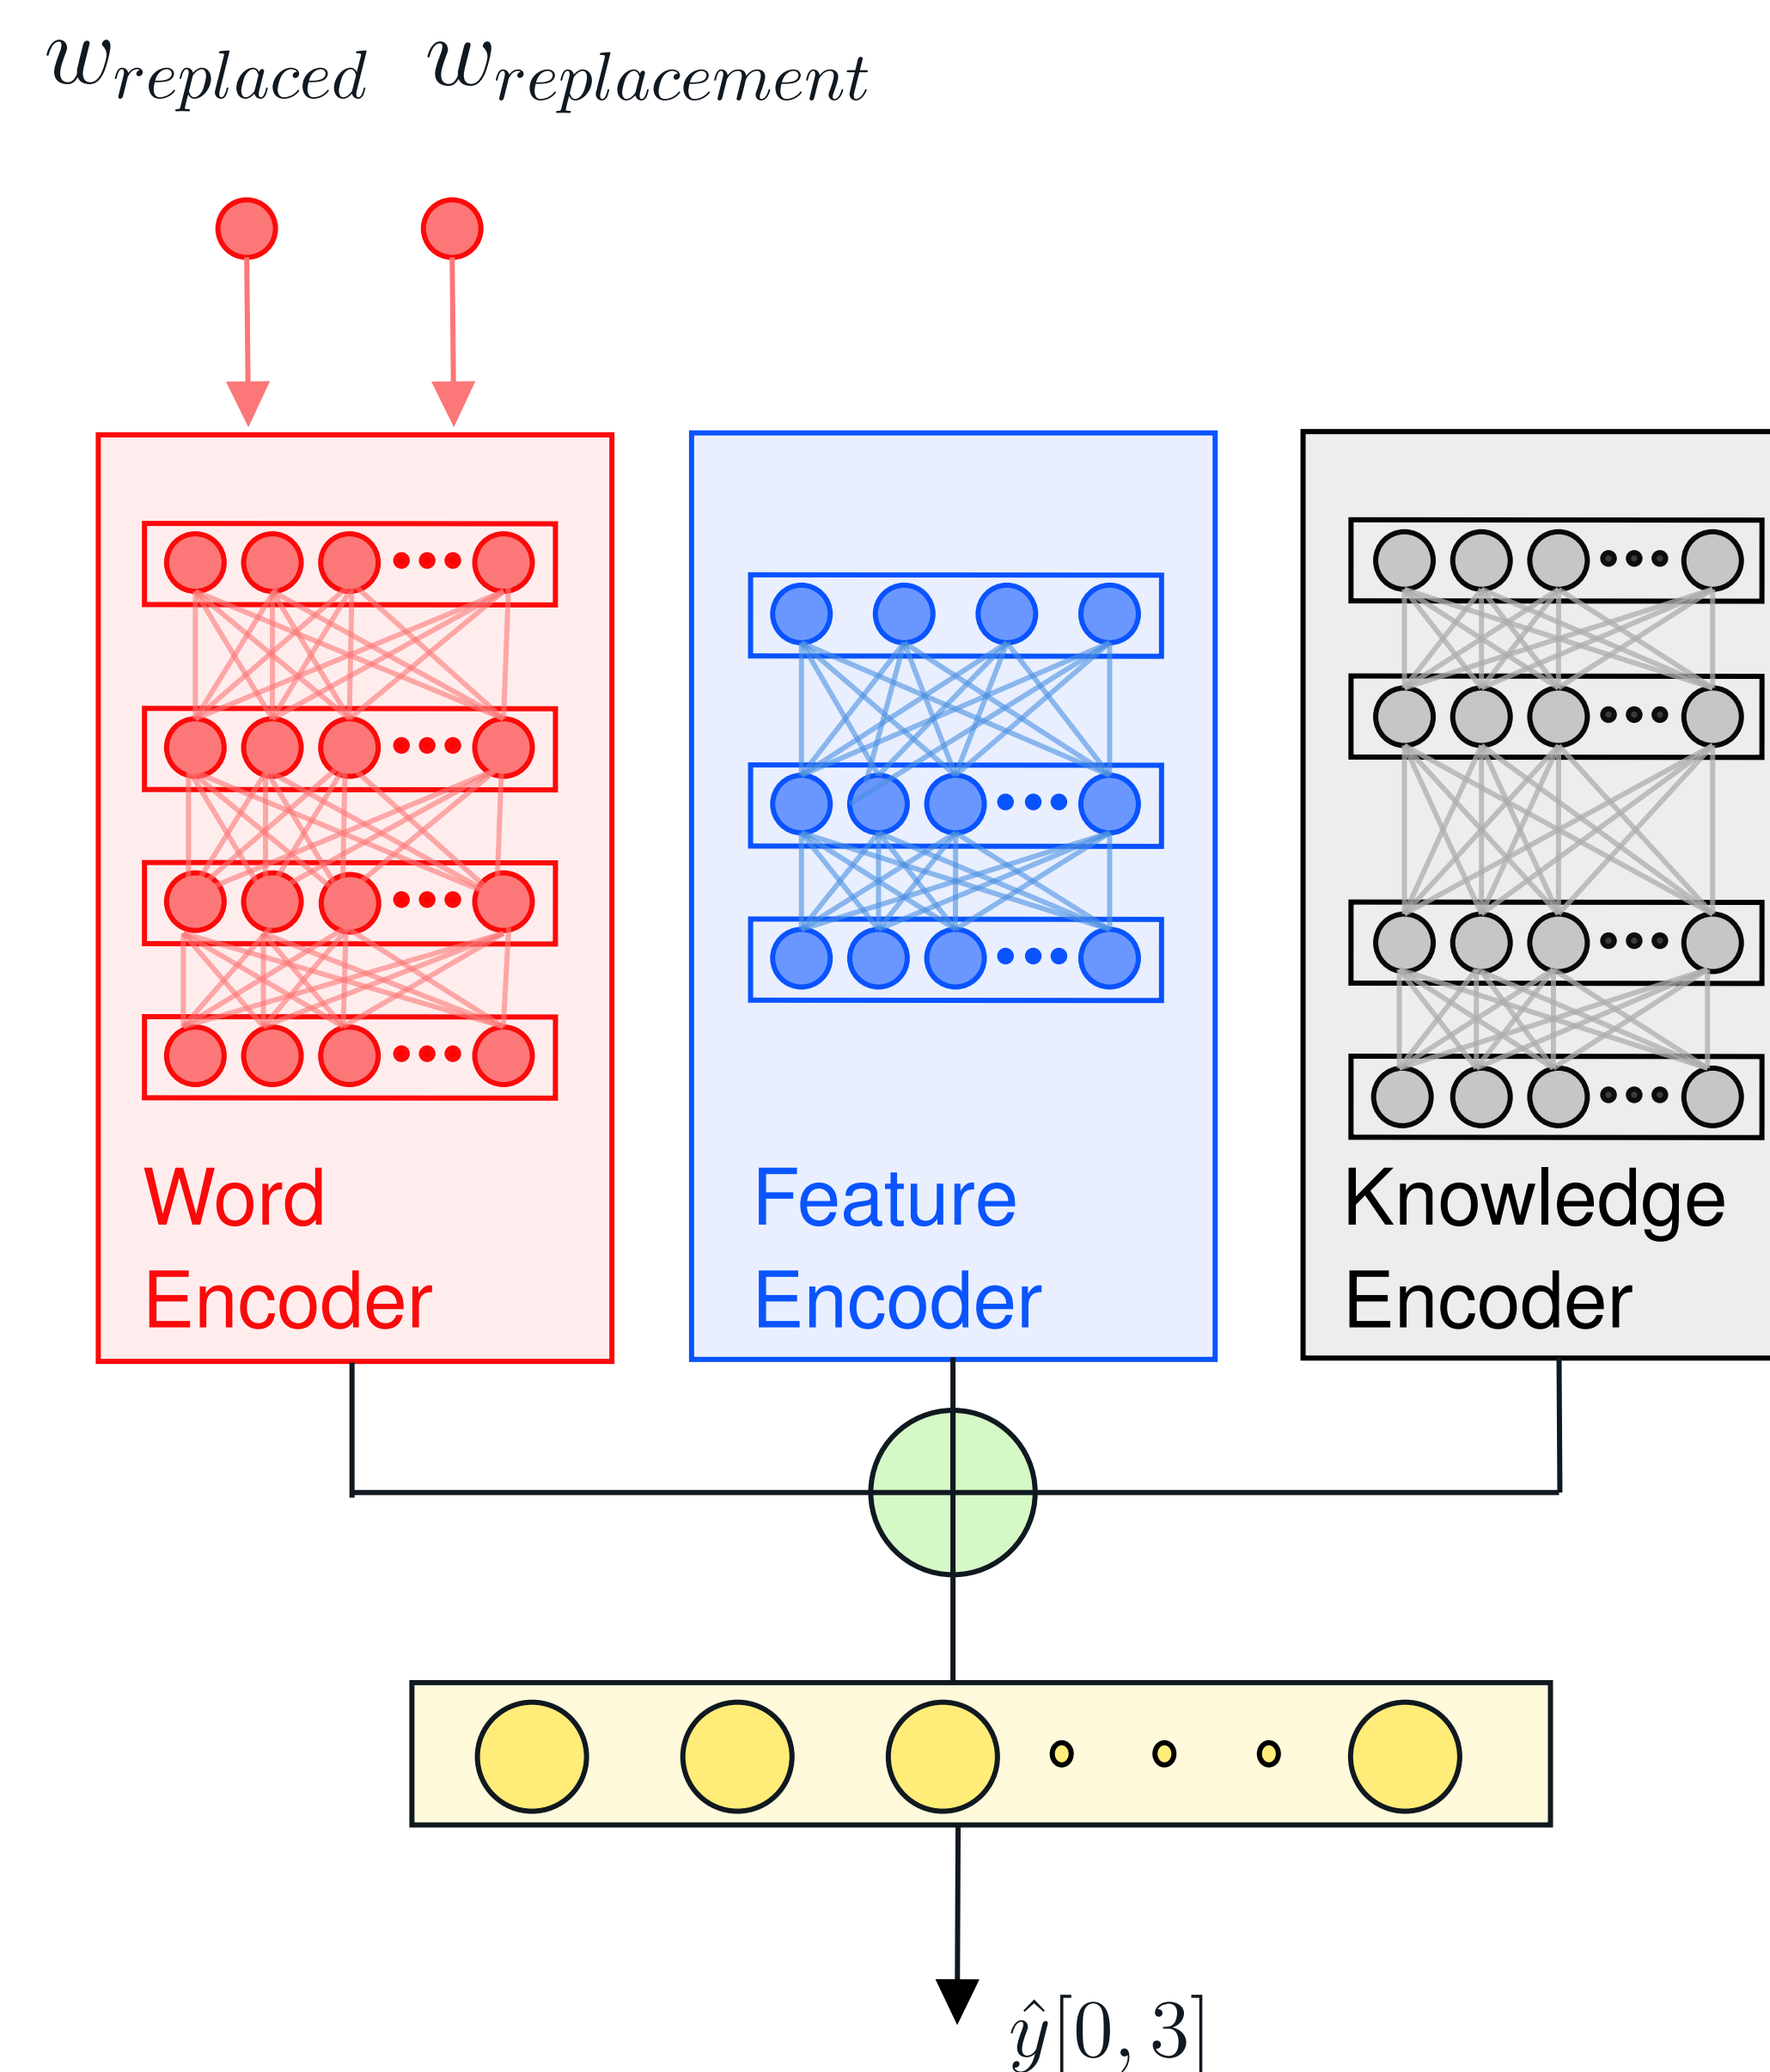 w_replaced w_replacement
Word
Encoder
Feature
Encoder
Knowledge
Encoder
ŷ[0, 3]